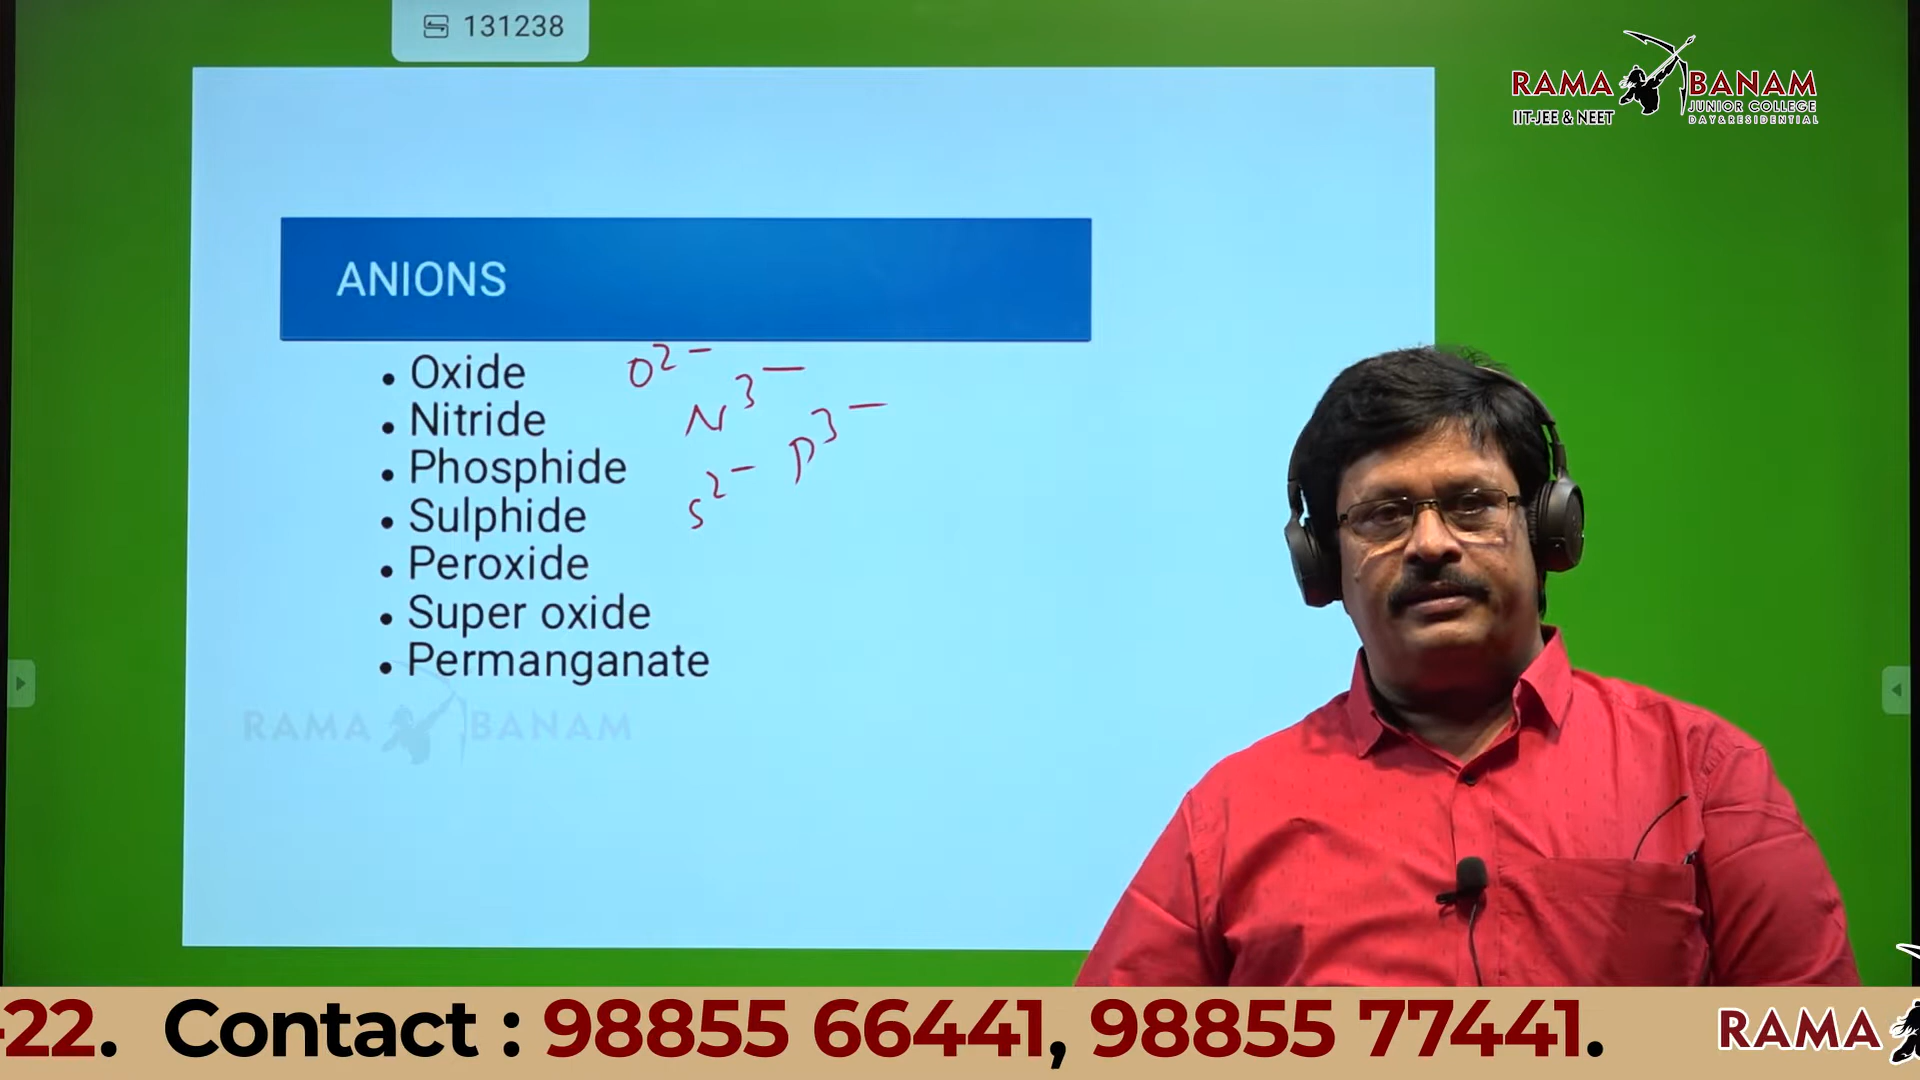 131238
RAMA BANAM
IIT-JEE & NEET
JUNIOR COLLEGE
DAY&RESIDENTIAL
ANIONS
• Oxide O²⁻
• Nitride N³⁻
• Phosphide P³⁻
• Sulphide S²⁻
• Peroxide
• Super oxide
• Permanganate
RAMA BANAM
-22. Contact : 98855 66441, 98855 77441. RAMA